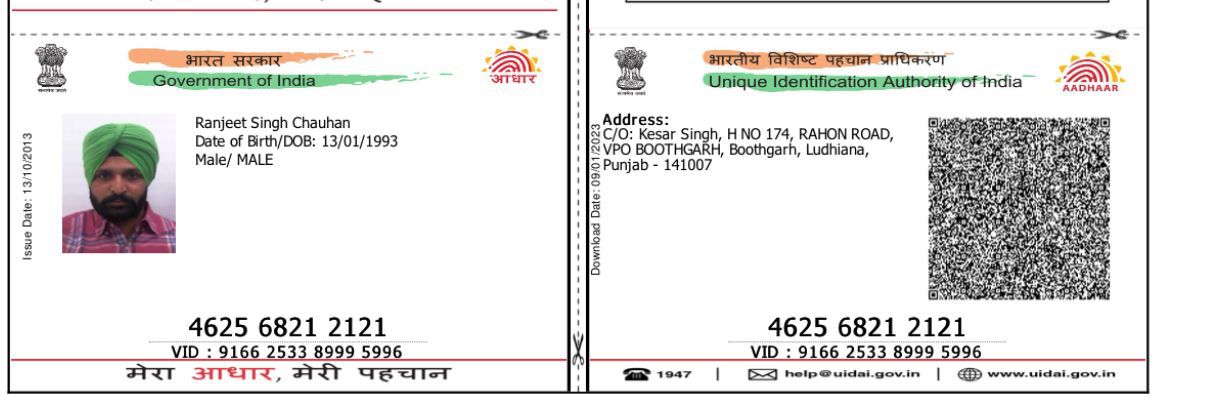 भारत सरकार
Government of India
आधार
Issue Date: 13/10/2013
Ranjeet Singh Chauhan
Date of Birth/DOB: 13/01/1993
Male/ MALE
4625 6821 2121
VID : 9166 2533 8999 5996
मेरा आधार, मेरी पहचान
भारतीय विशिष्ट पहचान प्राधिकरण
Unique Identification Authority of India
AADHAAR
Download Date: 09/01/2023
Address:
C/O: Kesar Singh, H NO 174, RAHON ROAD,
VPO BOOTHGARH, Boothgarh, Ludhiana,
Punjab - 141007
4625 6821 2121
VID : 9166 2533 8999 5996
1947 | help@uidai.gov.in | www.uidai.gov.in